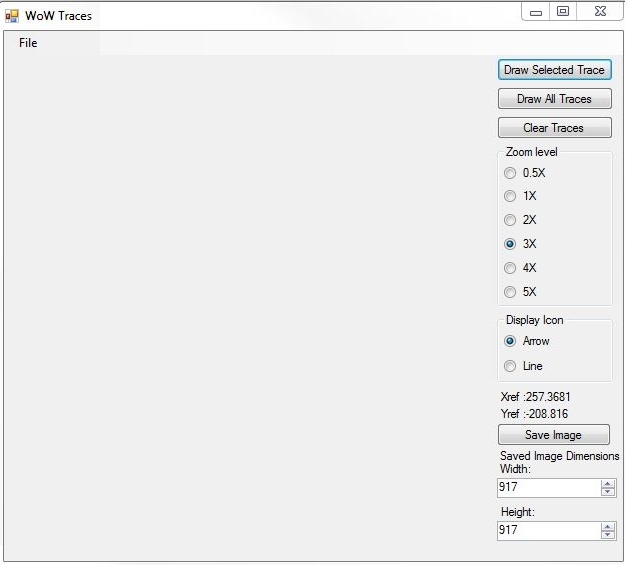 WoW Traces
File
Draw Selected Trace
Draw All Traces
Clear Traces
Zoom level
0.5X
1X
2X
3X
4X
5X
Display Icon
Arrow
Line
Xref :257.3681
Yref :-208.816
Save Image
Saved Image Dimensions
Width:
917
Height:
917